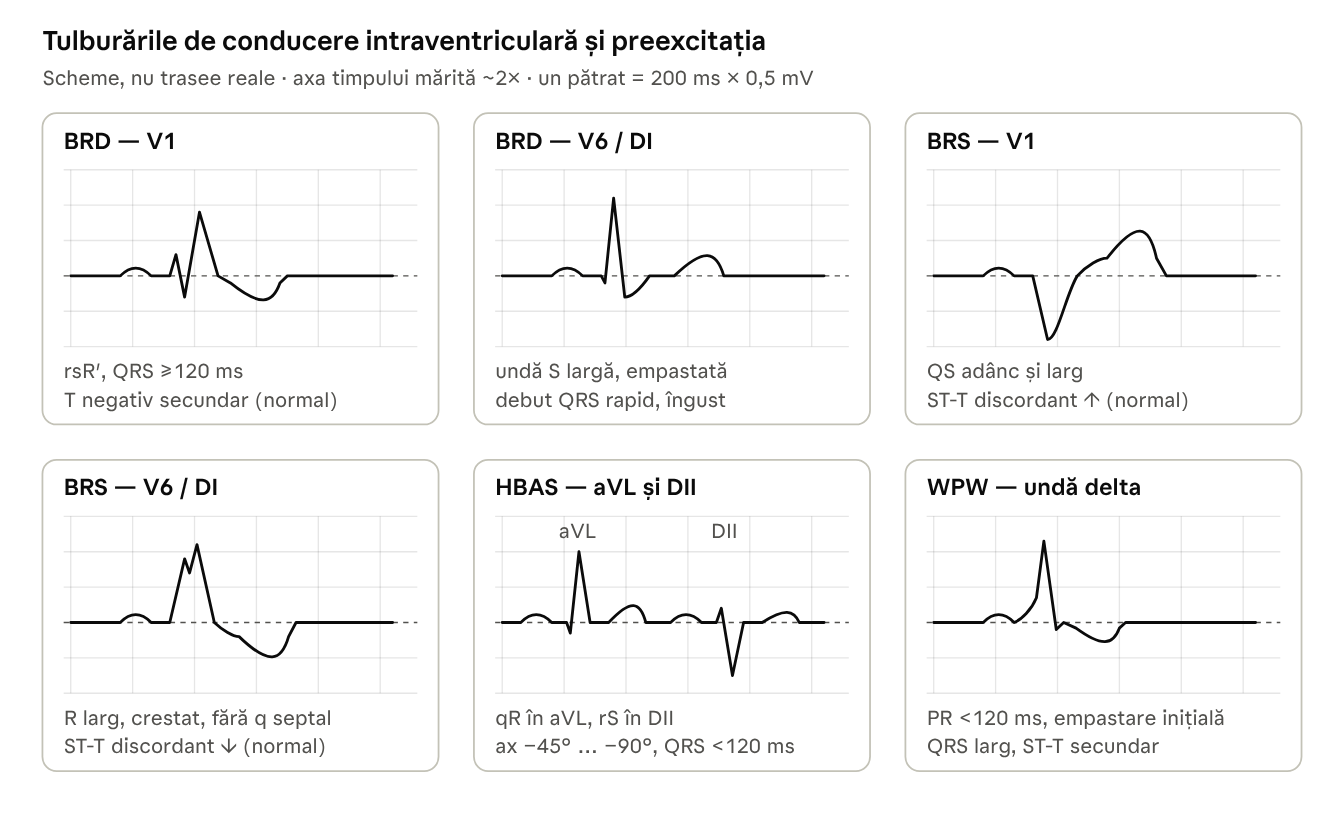 Tulburările de conducere intraventriculară și preexcitația
Scheme, nu trasee reale · axa timpului mărită ~2× · un pătrat = 200 ms × 0,5 mV
BRD — V1
rsR′, QRS ≥120 ms
T negativ secundar (normal)
BRD — V6 / DI
undă S largă, empastată
debut QRS rapid, îngust
BRS — V1
QS adânc și larg
ST-T discordant ↑ (normal)
BRS — V6 / DI
R larg, crestat, fără q septal
ST-T discordant ↓ (normal)
HBAS — aVL și DII
aVL
DII
qR în aVL, rS în DII
ax −45° … −90°, QRS <120 ms
WPW — undă delta
PR <120 ms, empastare inițială
QRS larg, ST-T secundar